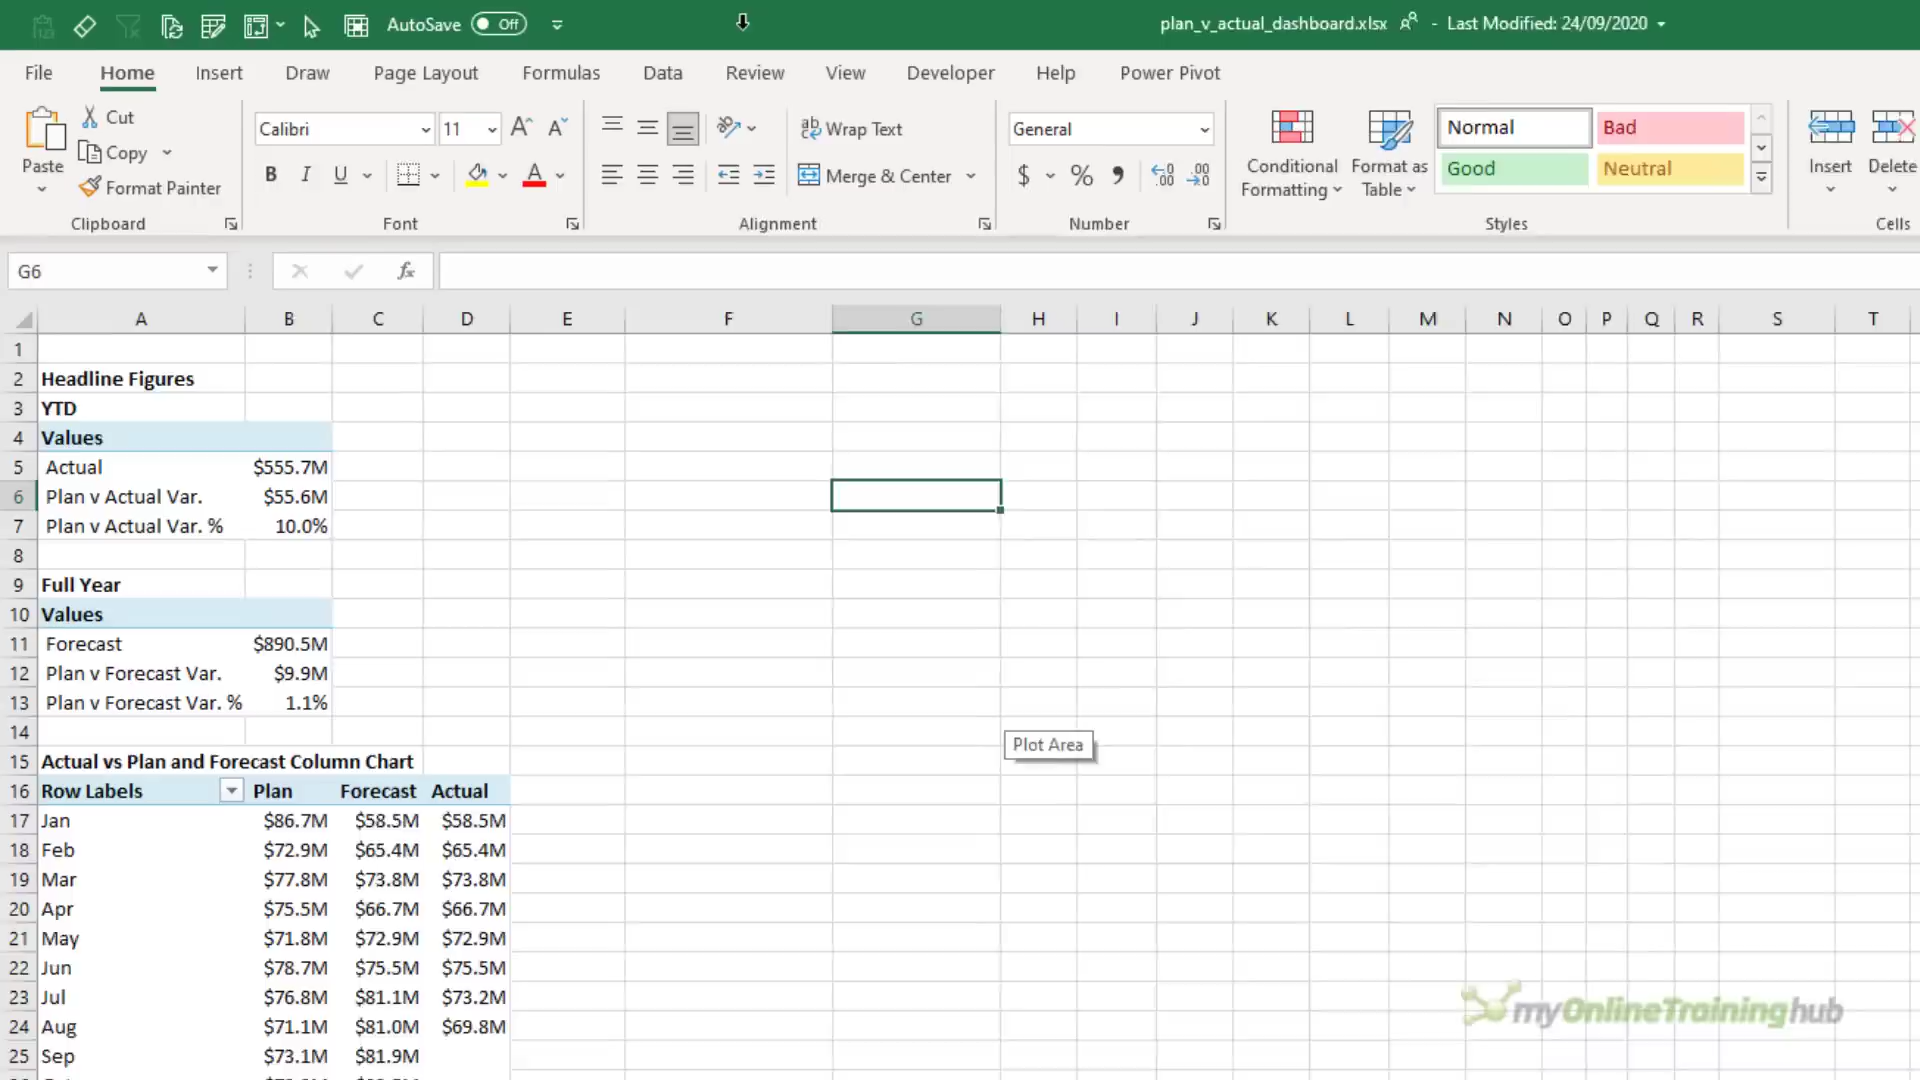 AutoSave Off plan_v_actual_dashboard.xlsx - Last Modified: 24/09/2020
File Home Insert Draw Page Layout Formulas Data Review View Developer Help Power Pivot
Paste Cut Copy Format Painter
Calibri 11
B I U A
Wrap Text
Merge & Center
General
$ % 9
Conditional Formatting
Format as Table
Normal Bad
Good Neutral
Insert Delete
Clipboard Font Alignment Number Styles Cells
G6 fx
A B C D E F G H I J K L M N O P Q R S T
1
2 Headline Figures
3 YTD
4 Values
5 Actual $555.7M
6 Plan v Actual Var. $55.6M
7 Plan v Actual Var. % 10.0%
8
9 Full Year
10 Values
11 Forecast $890.5M
12 Plan v Forecast Var. $9.9M
13 Plan v Forecast Var. % 1.1%
14
Plot Area
15 Actual vs Plan and Forecast Column Chart
16 Row Labels Plan Forecast Actual
17 Jan $86.7M $58.5M $58.5M
18 Feb $72.9M $65.4M $65.4M
19 Mar $77.8M $73.8M $73.8M
20 Apr $75.5M $66.7M $66.7M
21 May $71.8M $72.9M $72.9M
22 Jun $78.7M $75.5M $75.5M
23 Jul $76.8M $81.1M $73.2M
24 Aug $71.1M $81.0M $69.8M
25 Sep $73.1M $81.9M
myOnlineTraininghub